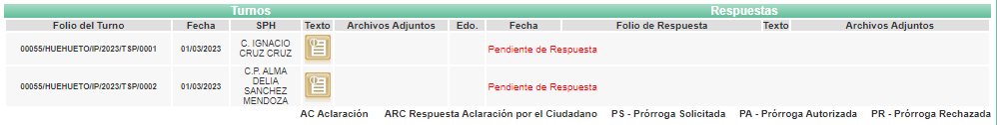 Turnos Respuestas
Folio del Turno Fecha SPH Texto Archivos Adjuntos Edo. Fecha Folio de Respuesta Texto Archivos Adjuntos
00055/HUEHUETO/IP/2023/TSP/0001 01/03/2023 C. IGNACIO CRUZ CRUZ Pendiente de Respuesta
00055/HUEHUETO/IP/2023/TSP/0002 01/03/2023 C.P. ALMA DELIA SANCHEZ MENDOZA Pendiente de Respuesta
AC Aclaración ARC Respuesta Aclaración por el Ciudadano PS - Prórroga Solicitada PA - Prórroga Autorizada PR - Prórroga Rechazada